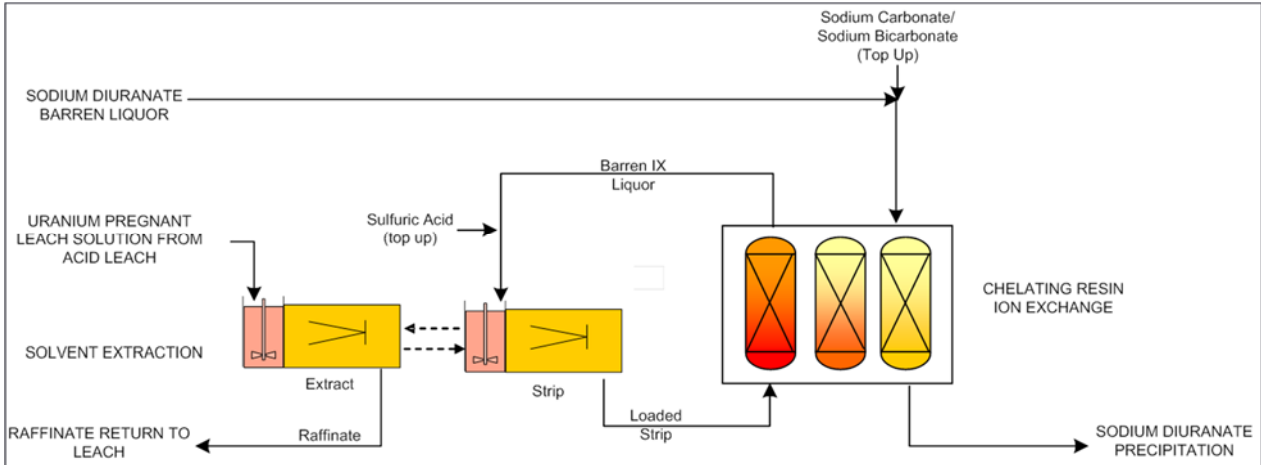 Sodium Carbonate/
Sodium Bicarbonate
(Top Up)
SODIUM DIURANATE
BARREN LIQUOR
Barren IX
Liquor
Sulfuric Acid
(top up)
URANIUM PREGNANT
LEACH SOLUTION FROM
ACID LEACH
CHELATING RESIN
ION EXCHANGE
SOLVENT EXTRACTION
Extract
Strip
Loaded
Strip
Raffinate
RAFFINATE RETURN TO
LEACH
SODIUM DIURANATE
PRECIPITATION